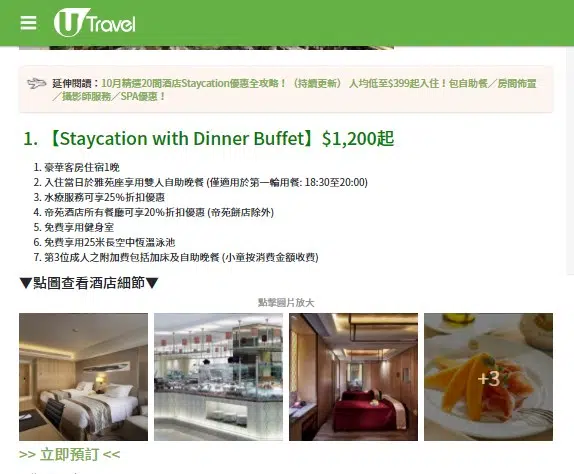 U Travel
延伸閱讀：10月精選20間酒店Staycation優惠全攻略！（持續更新） 人均低至$399起入住！包自助餐／房間佈置
／攝影師服務／SPA優惠！
1. 【Staycation with Dinner Buffet】$1,200起
1. 豪華客房住宿1晚
2. 入住當日於雅苑座享用雙人自助晚餐 (僅適用於第一輪用餐: 18:30至20:00)
3. 水療服務可享25%折扣優惠
4. 帝苑酒店所有餐廳可享20%折扣優惠 (帝苑餅店除外)
5. 免費享用健身室
6. 免費享用25米長空中恆溫泳池
7. 第3位成人之附加費包括加床及自助晚餐 (小童按消費金額收費)
▼點圖查看酒店細節▼
點擊圖片放大
+3
>> 立即預訂 <<